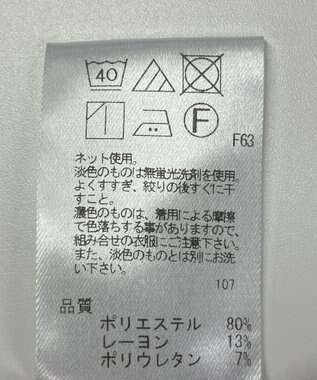 40
F
F63
ネット使用。
淡色のものは無蛍光洗剤を使用。
よくすすぎ、絞りの後すぐに干
すこと。
濃色のものは、着用による摩擦
で色落ちする事がありますので、
組み合せの衣服にご注意下さい。
また、淡色のものとは別にお洗
い下さい。
107
品質
ポリエステル 80%
レーヨン 13%
ポリウレタン 7%